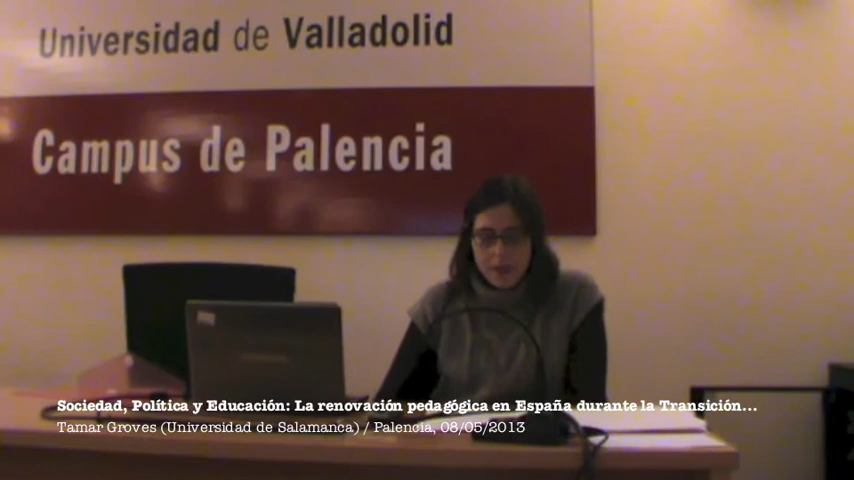 Universidad de Valladolid
Campus de Palencia
Sociedad, Política y Educación: La renovación pedagógica en España durante la Transición...
Tamar Groves (Universidad de Salamanca) / Palencia, 08/05/2013